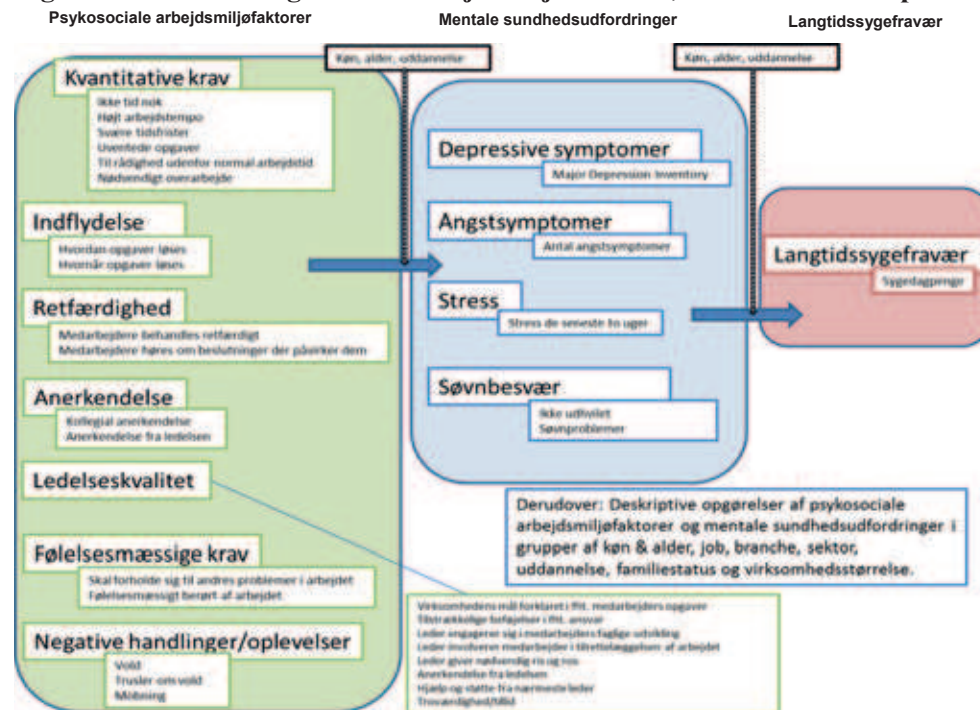 Psykosociale arbejdsmiljøfaktorer
Mentale sundhedsudfordringer
Langtidssygefravær
Køn, alder, uddannelse
Køn, alder, uddannelse
Kvantitative krav
Ikke tid nok
Højt arbejdstempo
Svære tidsfrister
Uventede opgaver
Til rådighed udenfor normal arbejdstid
Nødvendigt overarbejde
Indflydelse
Hvordan opgaver løses
Hvornår opgaver løses
Retfærdighed
Medarbejdere behandles retfærdigt
Medarbejdere høres om beslutninger der påvirker dem
Anerkendelse
Kollegial anerkendelse
Anerkendelse fra ledelsen
Ledelseskvalitet
Følelsesmæssige krav
Skal forholde sig til andres problemer i arbejdet
Følelsesmæssigt berørt af arbejdet
Negative handlinger/oplevelser
Vold
Trusler om vold
Mobning
Depressive symptomer
Major Depression Inventory
Angstsymptomer
Antal angstsymptomer
Stress
Stress de seneste to uger
Søvnbesvær
Ikke udhvilet
Søvnproblemer
Langtidssygefravær
Sygedagpenge
Derudover: Deskriptive opgørelser af psykosociale
arbejdsmiljøfaktorer og mentale sundhedsudfordringer i
grupper af køn & alder, job, branche, sektor,
uddannelse, familiestatus og virksomhedsstørrelse.
Virksomhedens mål forklaret i fht. medarbejders opgaver
Tilstrækkelige beføjelser i fht. ansvar
Leder engagerer sig i medarbejders faglige udvikling
Leder involverer medarbejder i tilrettelæggelsen af arbejdet
Leder giver nødvendig ris og ros
Anerkendelse fra ledelsen
Hjælp og støtte fra nærmeste leder
Troværdighed/tillid